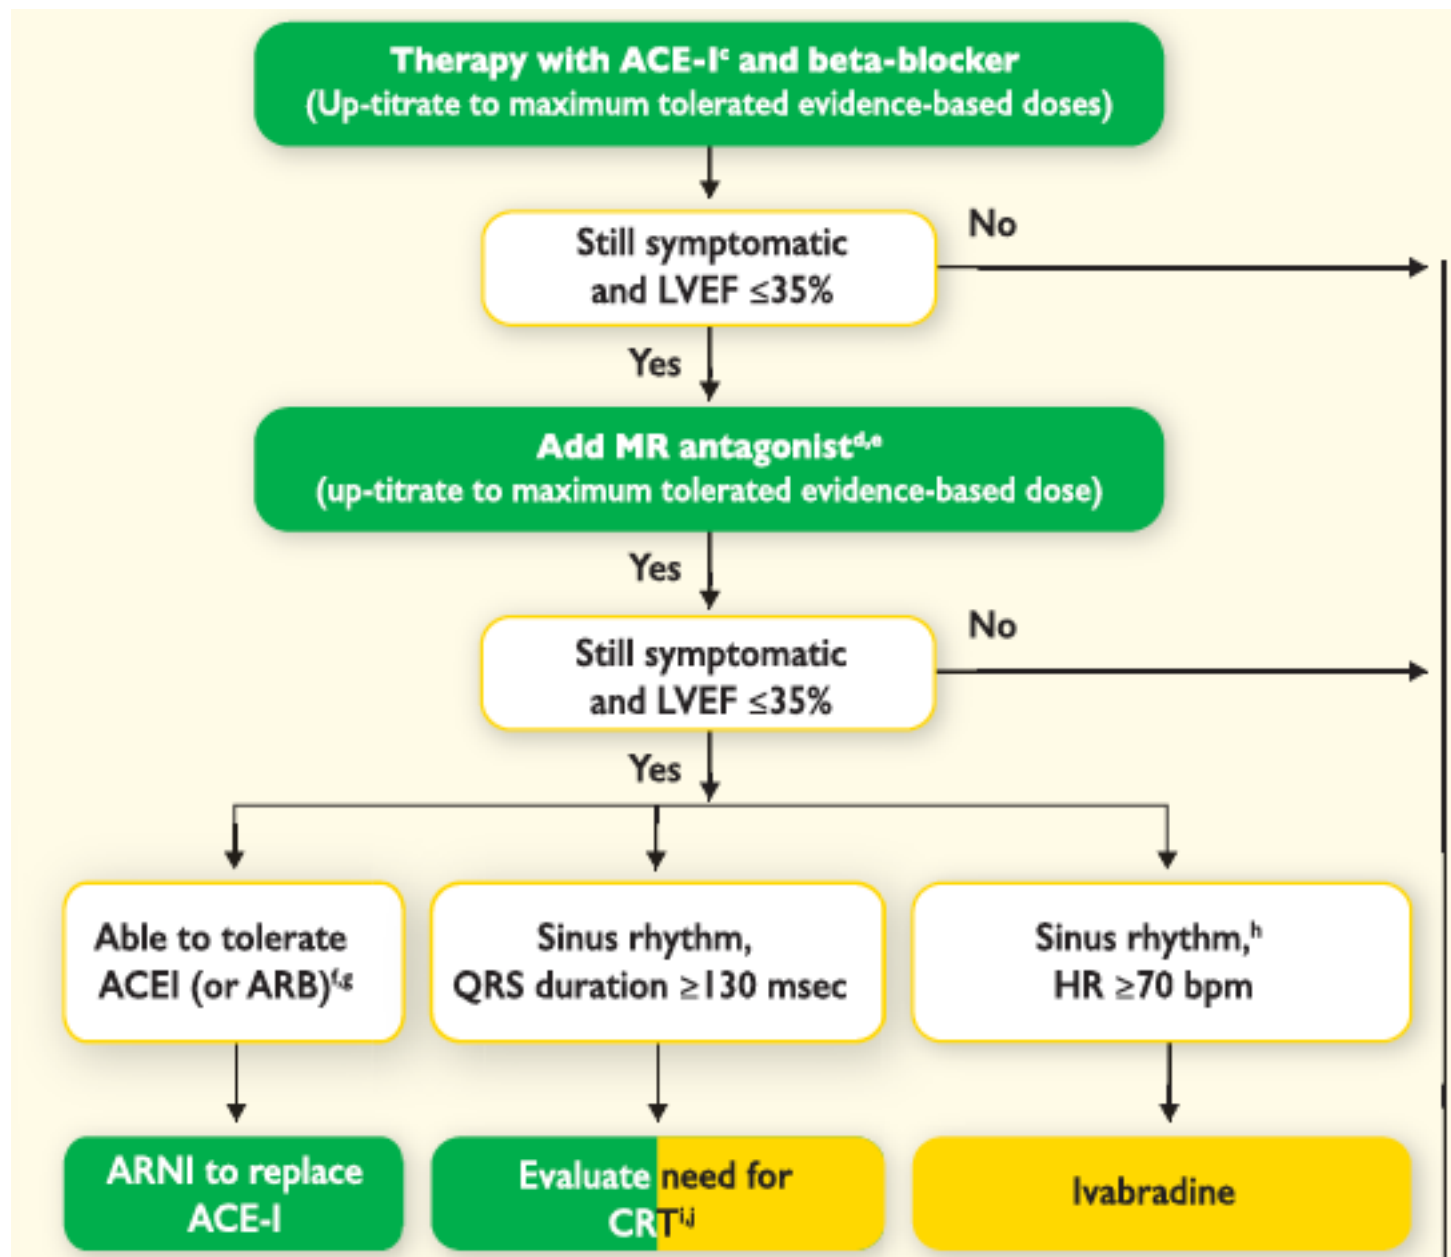 Therapy with ACE-Iᶜ and beta-blocker
(Up-titrate to maximum tolerated evidence-based doses)
No
Still symptomatic
and LVEF ≤35%
Yes
Add MR antagonistᵈ,ᵉ
(up-titrate to maximum tolerated evidence-based dose)
Yes
No
Still symptomatic
and LVEF ≤35%
Yes
Able to tolerate
ACEI (or ARB)ᶠ,ᵍ
Sinus rhythm,
QRS duration ≥130 msec
Sinus rhythm,ʰ
HR ≥70 bpm
ARNI to replace
ACE-I
Evaluate need for
CRTⁱ,ʲ
Ivabradine